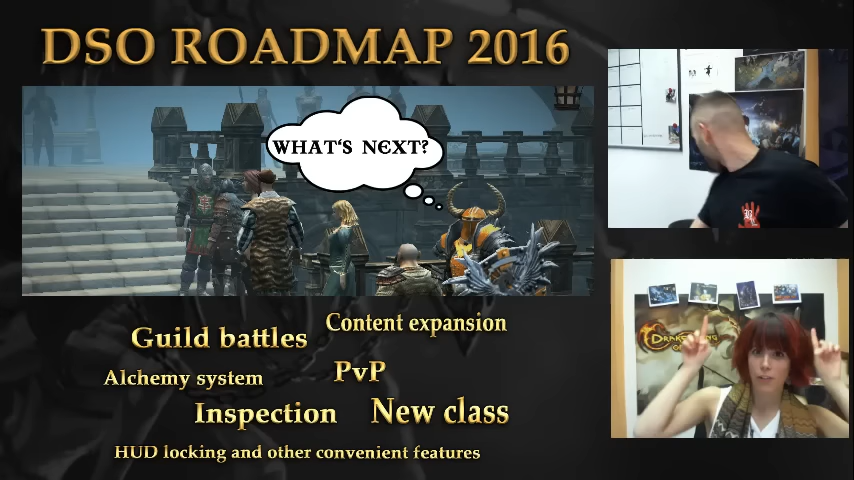 DSO ROADMAP 2016
WHAT'S NEXT?
Guild battles
Content expansion
Alchemy system
PvP
Inspection
New class
HUD locking and other convenient features